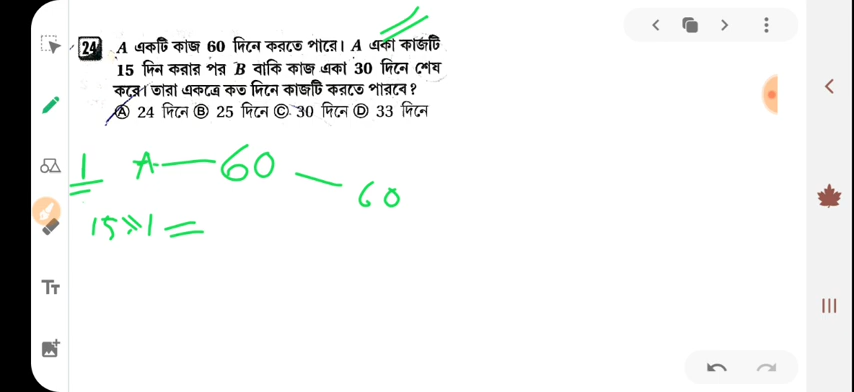 24 A একটি কাজ 60 দিনে করতে পারে। A একা কাজটি
15 দিন করার পর B বাকি কাজ একা 30 দিনে শেষ
করে। তারা একত্রে কত দিনে কাজটি করতে পারবে?
Ⓐ 24 দিনে Ⓑ 25 দিনে Ⓒ 30 দিনে Ⓓ 33 দিনে
1 A — 60 — 60
15 × 1 =
Tт